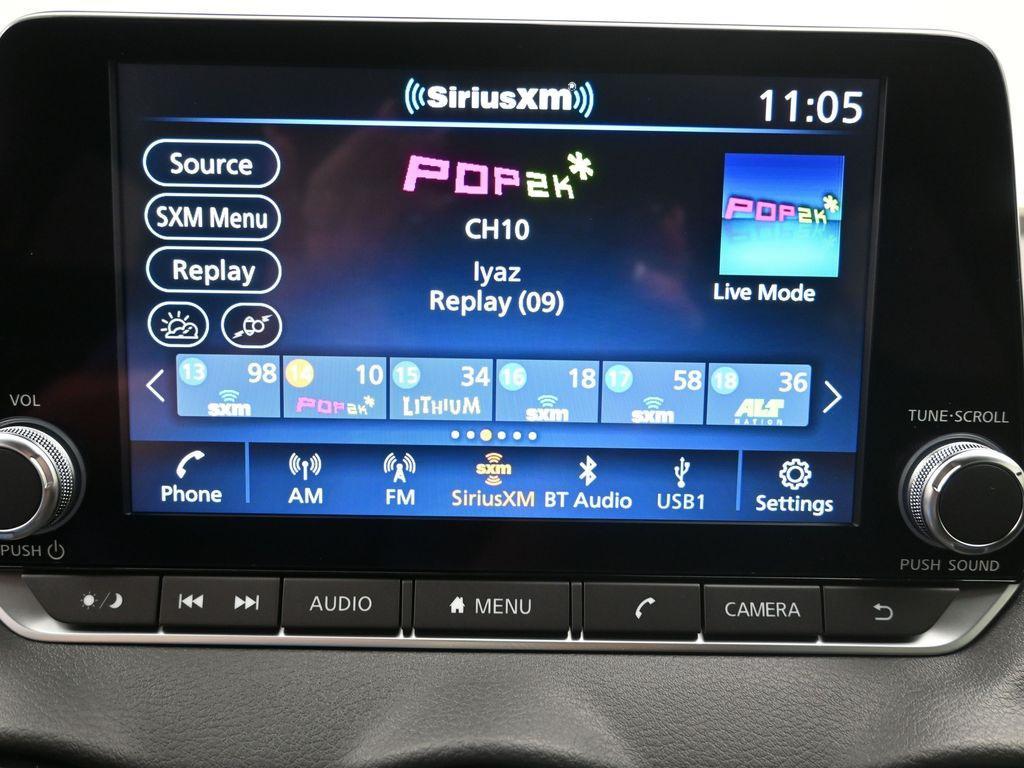 SiriusXM
11:05
Source
SXM Menu
Replay
POP2K*
CH10
Iyaz
Replay (09)
POP2K*
Live Mode
13 98
sxm
14 10
POP2K*
15 34
LITHIUM
16 18
sxm
17 58
sxm
18 36
ALT
NATION
Phone
AM
FM
sxm
SiriusXM
BT Audio
USB1
Settings
VOL
PUSH
TUNE·SCROLL
PUSH SOUND
AUDIO
MENU
CAMERA